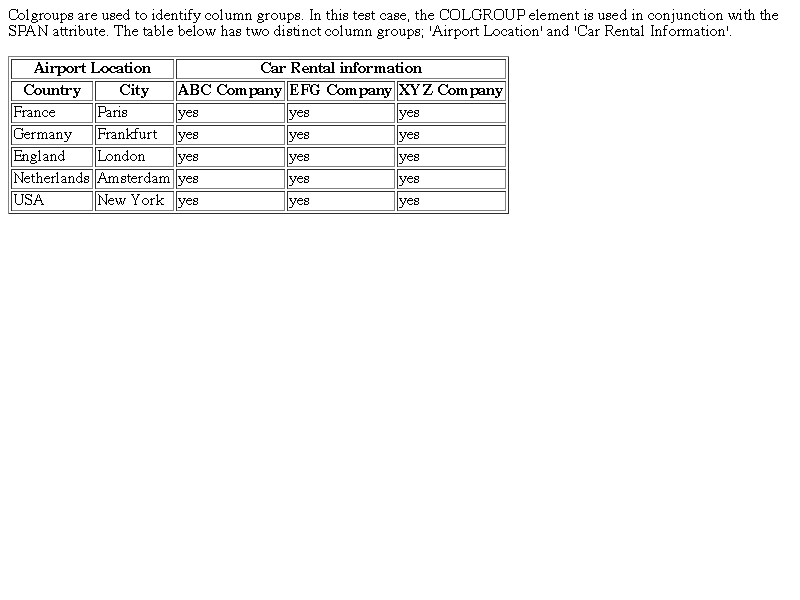 Colgroups are used to identify column groups. In this test case, the COLGROUP element is used in conjunction with the
SPAN attribute. The table below has two distinct column groups; 'Airport Location' and 'Car Rental Information'.
Airport Location Car Rental information
Country City ABC Company EFG Company XYZ Company
France Paris yes yes yes
Germany Frankfurt yes yes yes
England London yes yes yes
Netherlands Amsterdam yes yes yes
USA New York yes yes yes